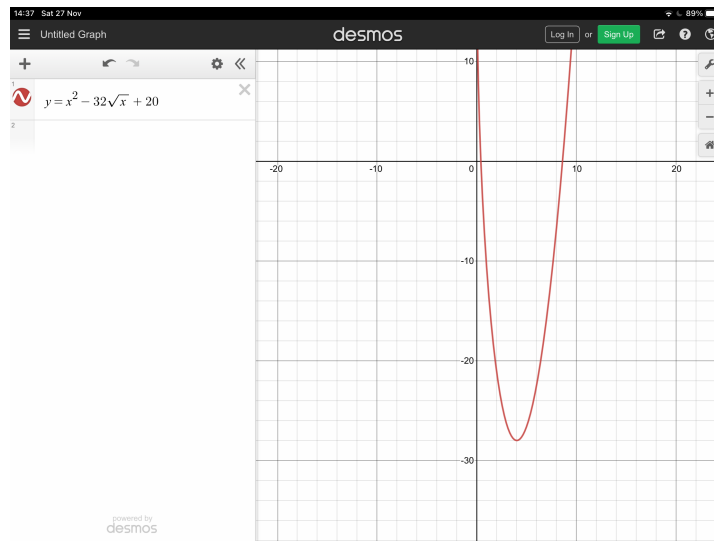 14:37 Sat 27 Nov 89%
Untitled Graph desmos Log In or Sign Up ?
1
y = x² − 32√x + 20
2
powered by
desmos
10
-20 -10 0 10 20
-10
-20
-30